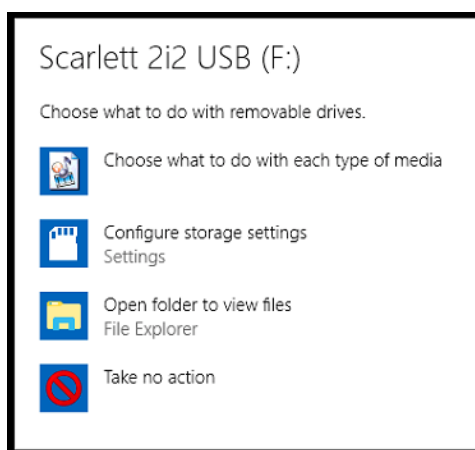 Scarlett 2i2 USB (F:)
Choose what to do with removable drives.
Choose what to do with each type of media
Configure storage settings
Settings
Open folder to view files
File Explorer
Take no action